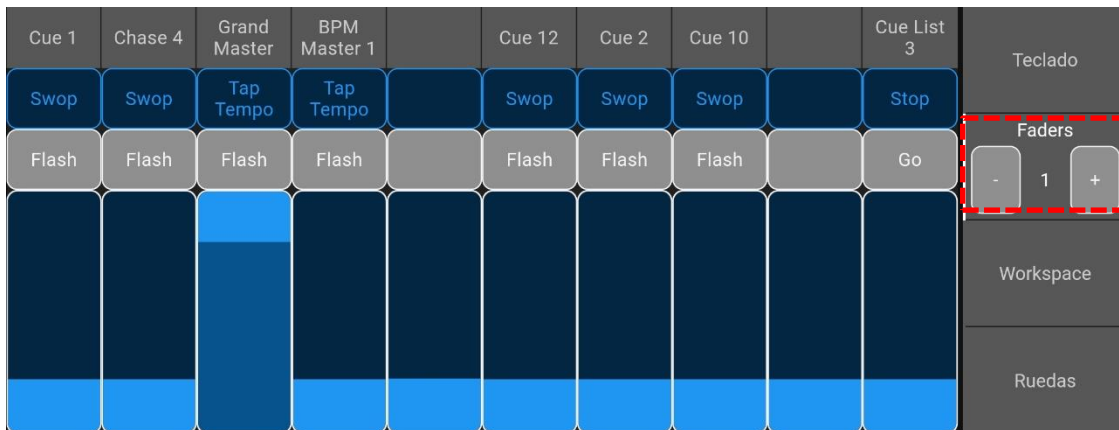 Cue 1
Chase 4
Grand
Master
BPM
Master 1
Cue 12
Cue 2
Cue 10
Cue List
3
Swop
Swop
Tap
Tempo
Tap
Tempo
Swop
Swop
Swop
Stop
Flash
Flash
Flash
Flash
Flash
Flash
Flash
Go
Teclado
Faders
- 1 +
Workspace
Ruedas